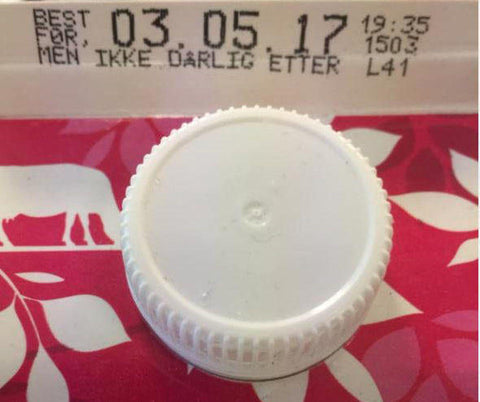 BEST 03.05.17 19:35
FØR, 1503
MEN IKKE DÅRLIG ETTER L41